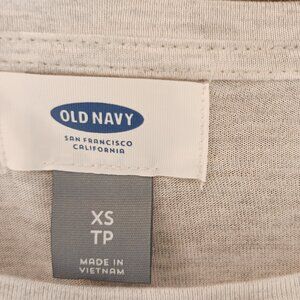 OLD NAVY
SAN FRANCISCO
CALIFORNIA
XS
TP
MADE IN
VIETNAM